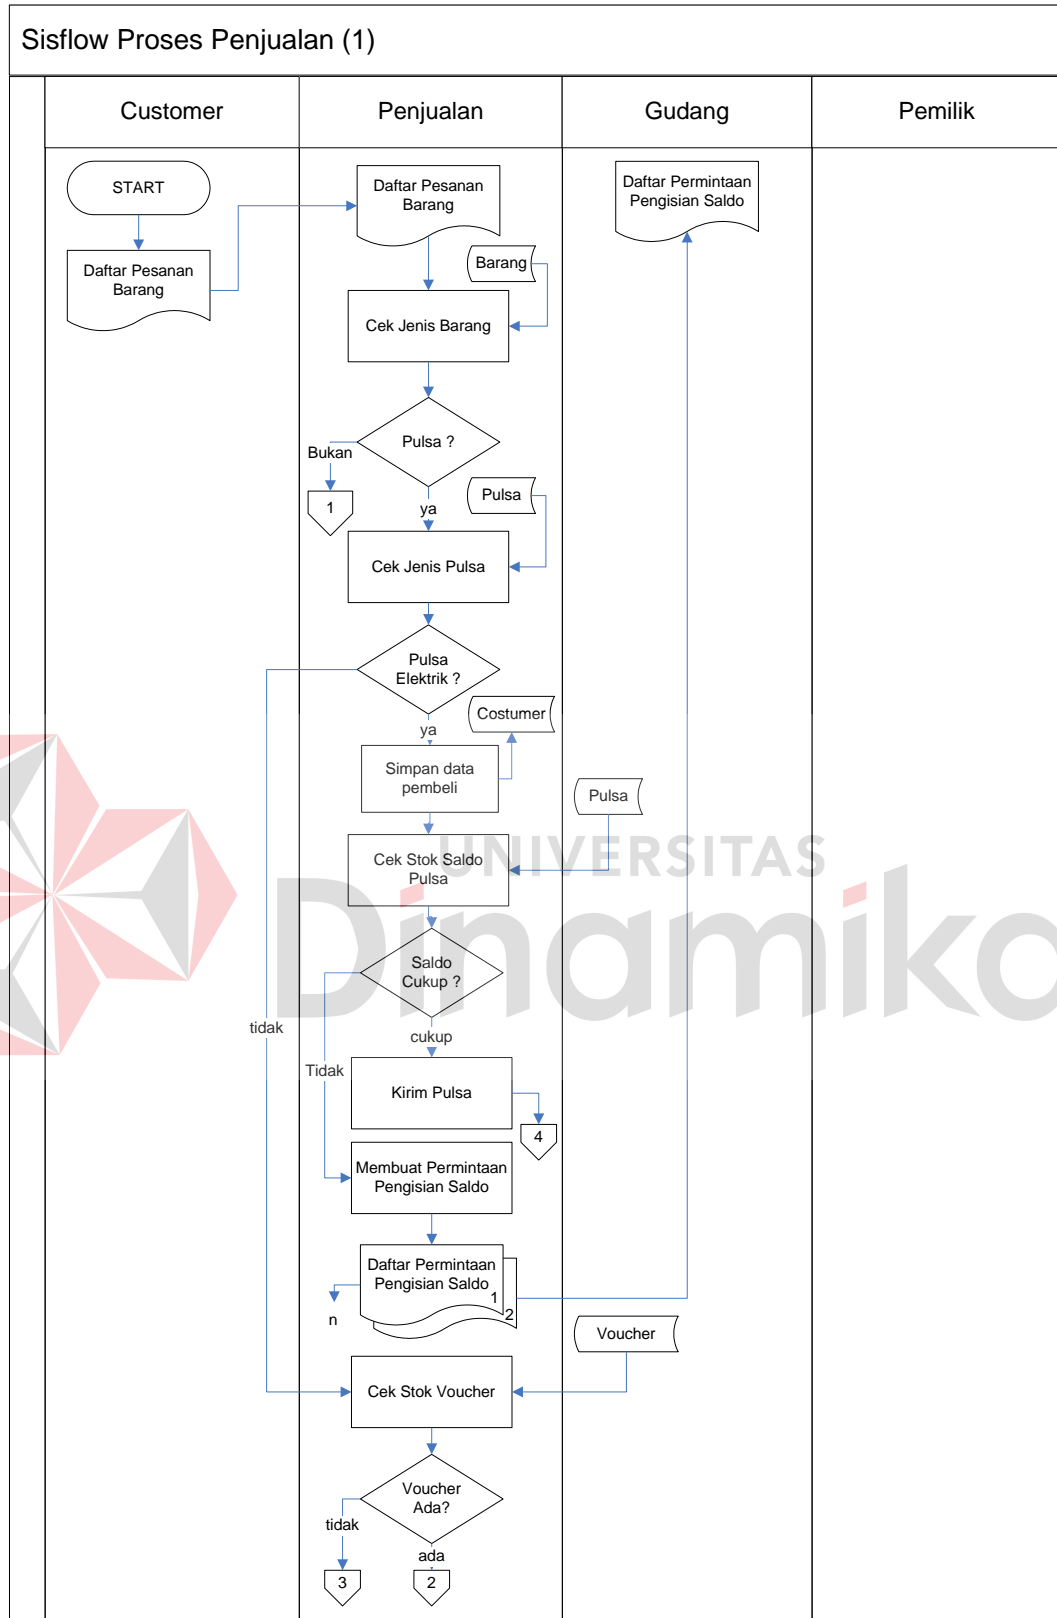 Sisflow Proses Penjualan (1)
Customer
Penjualan
Gudang
Pemilik
START
Daftar Pesanan
Barang
Daftar Pesanan
Barang
Daftar Permintaan
Pengisian Saldo
Barang
Cek Jenis Barang
Pulsa ?
Bukan
1
ya
Pulsa
Cek Jenis Pulsa
Pulsa
Elektrik ?
ya
Costumer
Simpan data
pembeli
Pulsa
Cek Stok Saldo
Pulsa
UNIVERSITAS
Dinamika
Saldo
Cukup ?
tidak
cukup
Tidak
Kirim Pulsa
4
Membuat Permintaan
Pengisian Saldo
Daftar Permintaan
Pengisian Saldo
1
2
n
Voucher
Cek Stok Voucher
Voucher
Ada?
tidak
ada
3
2